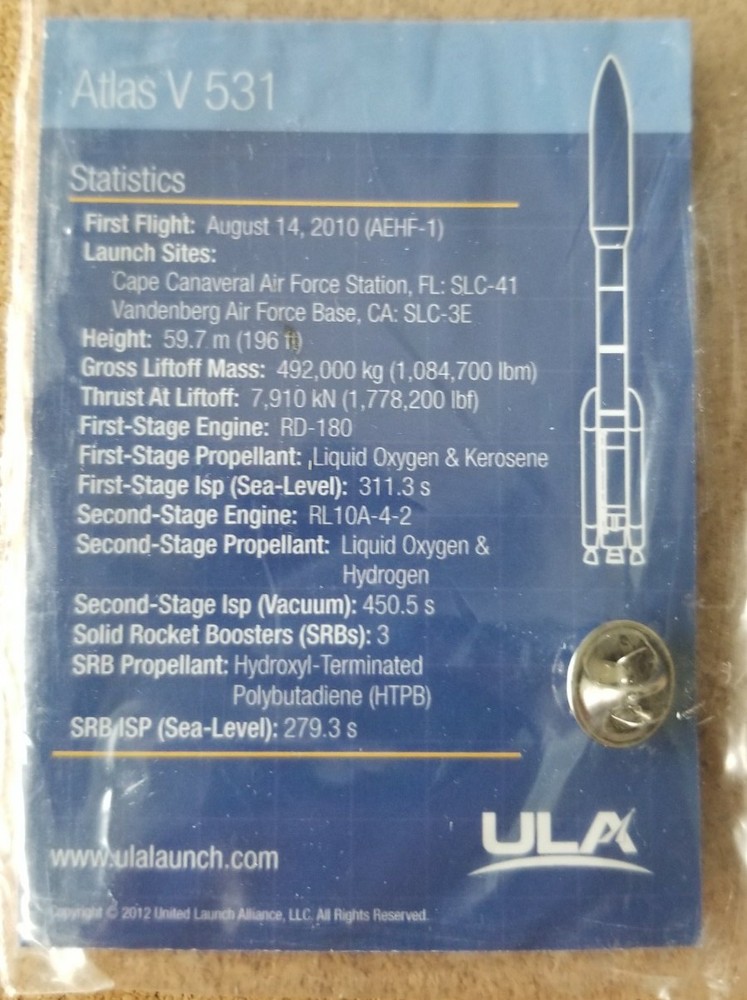 Atlas V 531
Statistics
First Flight: August 14, 2010 (AEHF-1)
Launch Sites:
Cape Canaveral Air Force Station, FL: SLC-41
Vandenberg Air Force Base, CA: SLC-3E
Height: 59.7 m (196 ft)
Gross Liftoff Mass: 492,000 kg (1,084,700 lbm)
Thrust At Liftoff: 7,910 kN (1,778,200 lbf)
First-Stage Engine: RD-180
First-Stage Propellant: Liquid Oxygen & Kerosene
First-Stage Isp (Sea-Level): 311.3 s
Second-Stage Engine: RL10A-4-2
Second-Stage Propellant: Liquid Oxygen &
Hydrogen
Second-Stage Isp (Vacuum): 450.5 s
Solid Rocket Boosters (SRBs): 3
SRB Propellant: Hydroxyl-Terminated
Polybutadiene (HTPB)
SRB ISP (Sea-Level): 279.3 s
ULA
www.ulalaunch.com
Copyright © 2012 United Launch Alliance, LLC. All Rights Reserved.